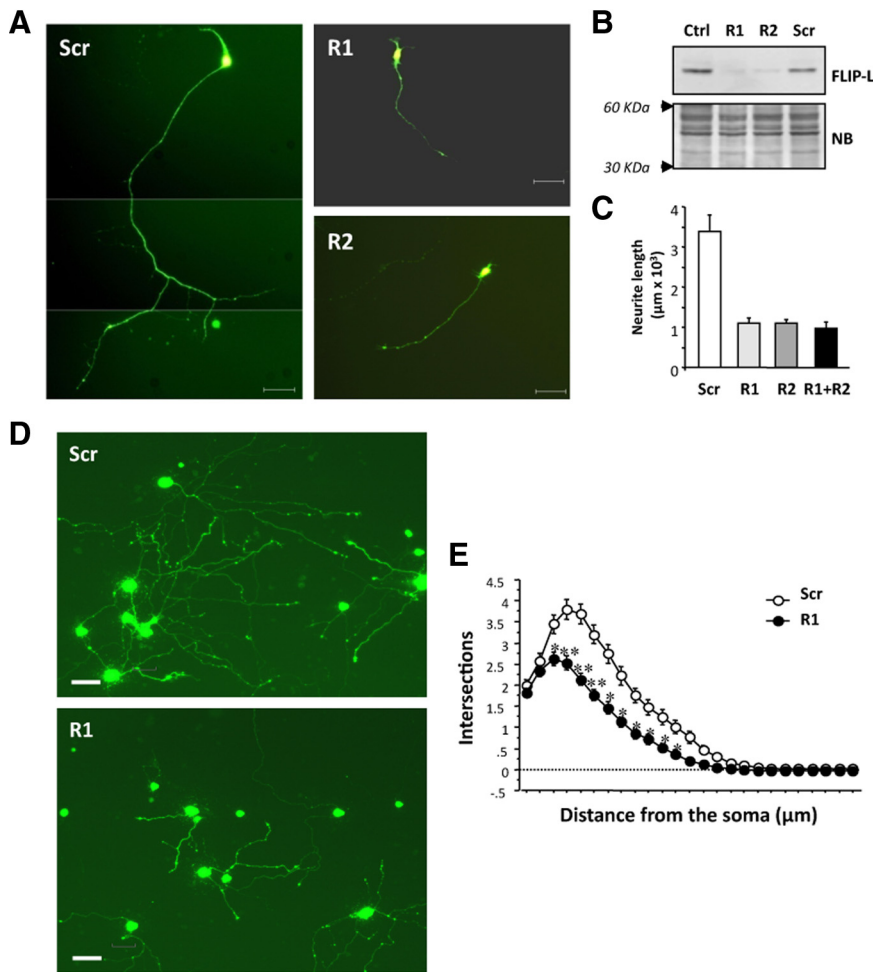 A
Scr
R1
R2
B
Ctrl R1 R2 Scr
FLIP-L
60 KDa
NB
30 KDa
C
Neurite length
(µm x 10³)
4
3
2
1
0
Scr R1 R2 R1+R2
D
Scr
R1
E
Intersections
4.5
4
3.5
3
2.5
2
1.5
1
.5
0
-.5
Scr
R1
* ** ** ** * * * * * *
Distance from the soma (µm)